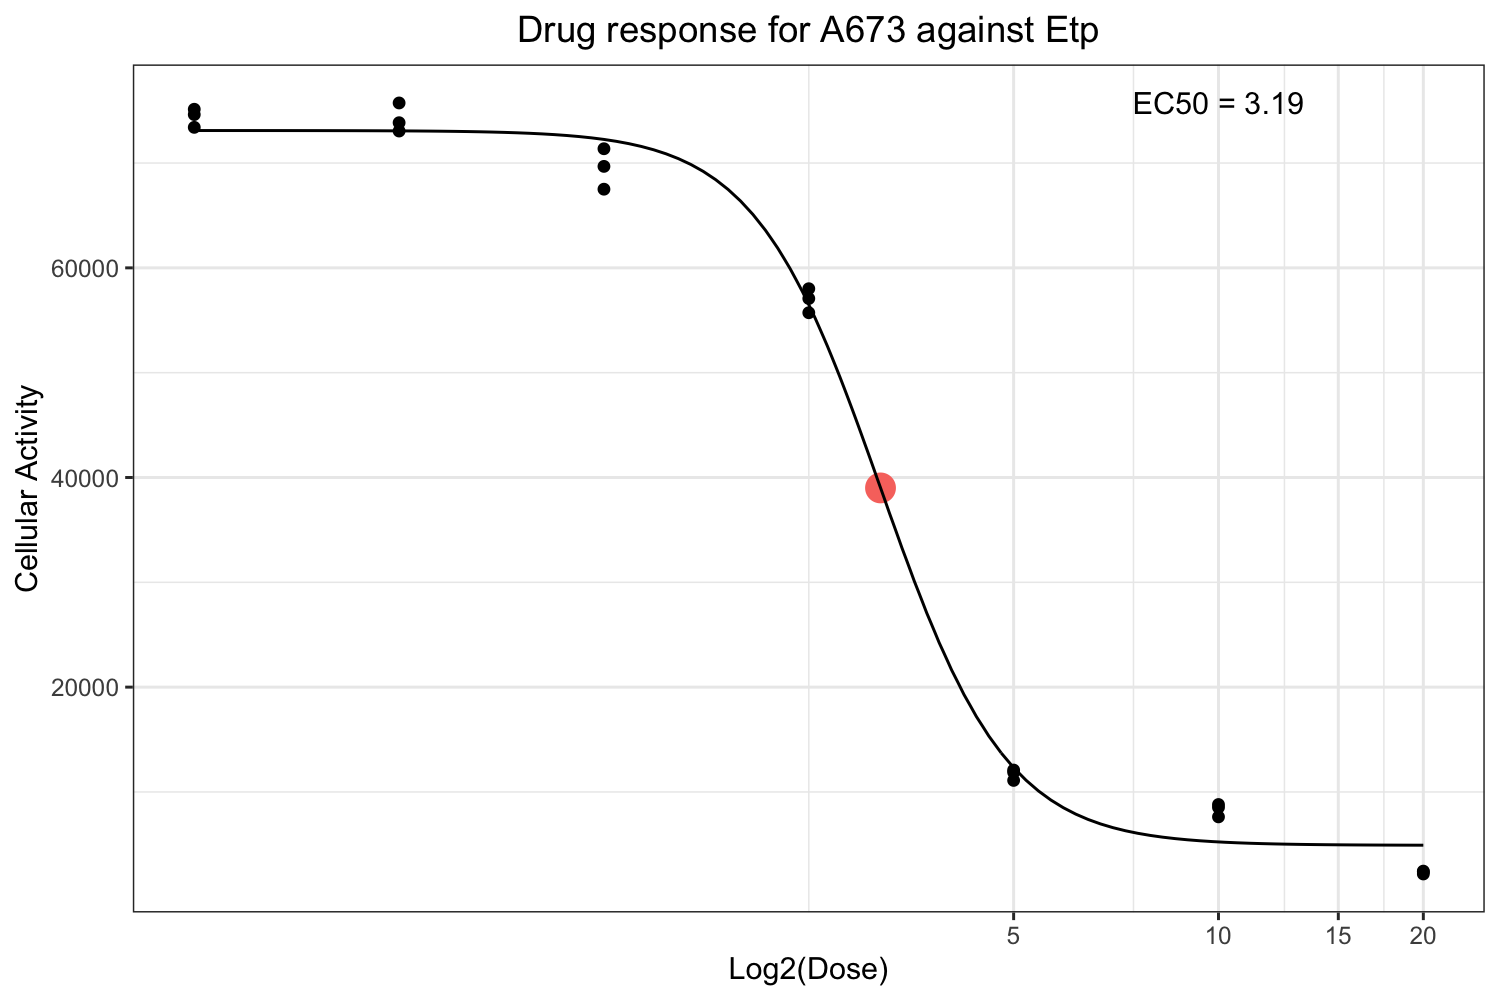 Drug response for A673 against Etp
EC50 = 3.19
60000
40000
20000
Cellular Activity
5 10 15 20
Log2(Dose)